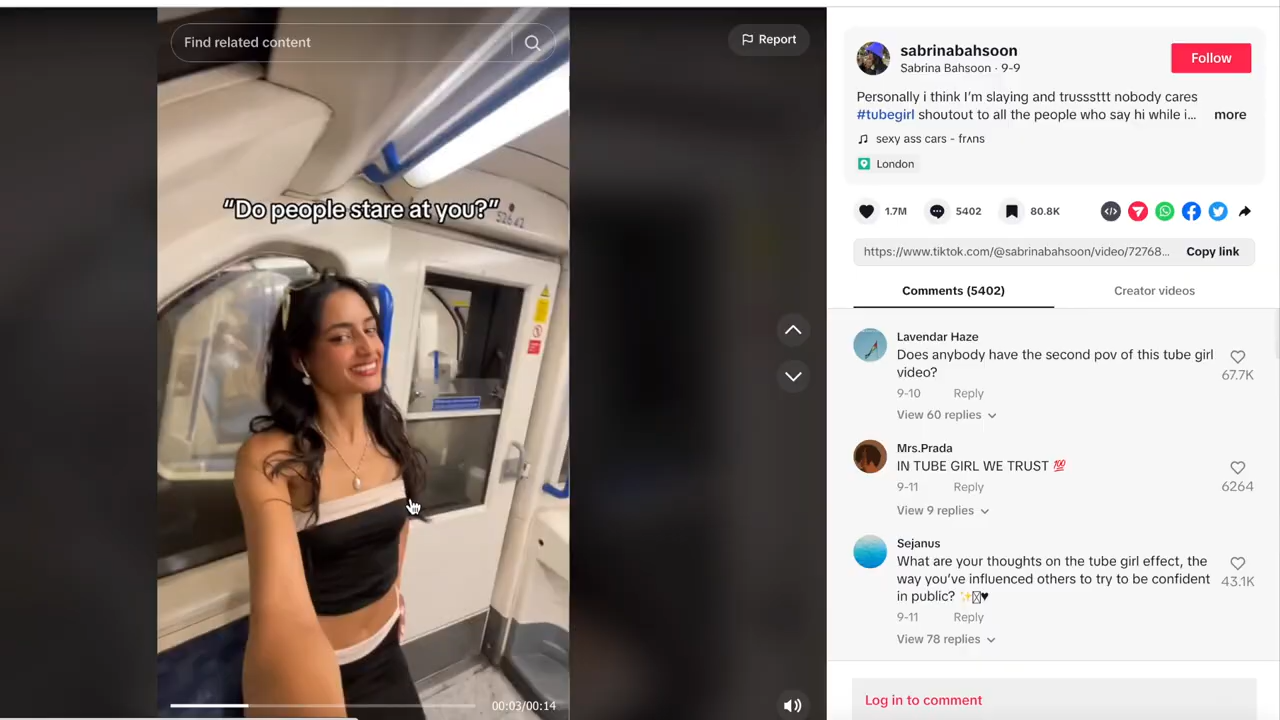 Find related content
Report
"Do people stare at you?"
52642
00:03/00:14
sabrinabahsoon
Sabrina Bahsoon · 9-9
Follow
Personally i think I'm slaying and trusssttt nobody cares
#tubegirl shoutout to all the people who say hi while i... more
sexy ass cars - frʌns
London
1.7M
5402
80.8K
https://www.tiktok.com/@sabrinabahsoon/video/72768...
Copy link
Comments (5402)
Creator videos
Lavendar Haze
Does anybody have the second pov of this tube girl
video?
67.7K
9-10 Reply
View 60 replies
Mrs.Prada
IN TUBE GIRL WE TRUST 💯
6264
9-11 Reply
View 9 replies
Sejanus
What are your thoughts on the tube girl effect, the
way you've influenced others to try to be confident
in public? ✨▯♥
43.1K
9-11 Reply
View 78 replies
Log in to comment